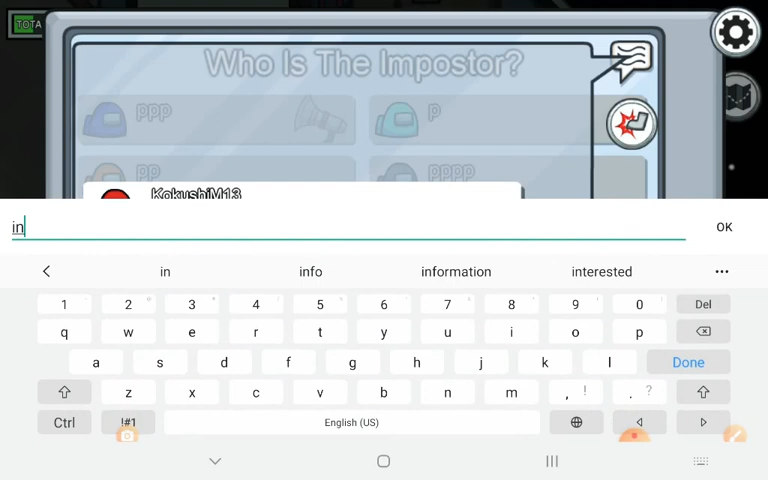 TOTA
Who Is The Impostor?
ppp
p
pp
pppp
KokushiM13
in
OK
in info information interested
1 2 3 4 5 6 7 8 9 0 Del
q w e r t y u i o p
a s d f g h j k l Done
z x c v b n m , ! . ?
Ctrl !#1 English (US)